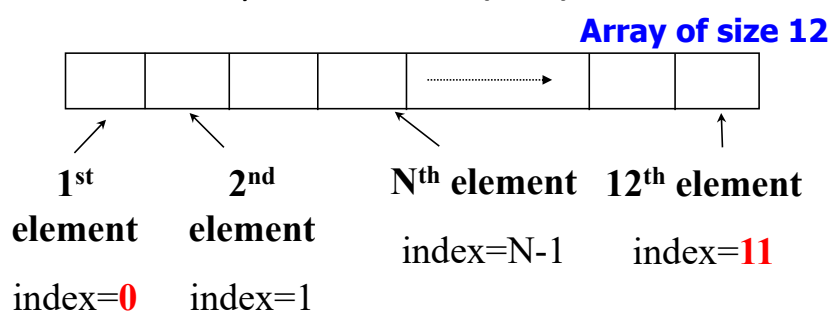 Array of size 12
1st element
index=0
2nd element
index=1
Nth element
index=N-1
12th element
index=11